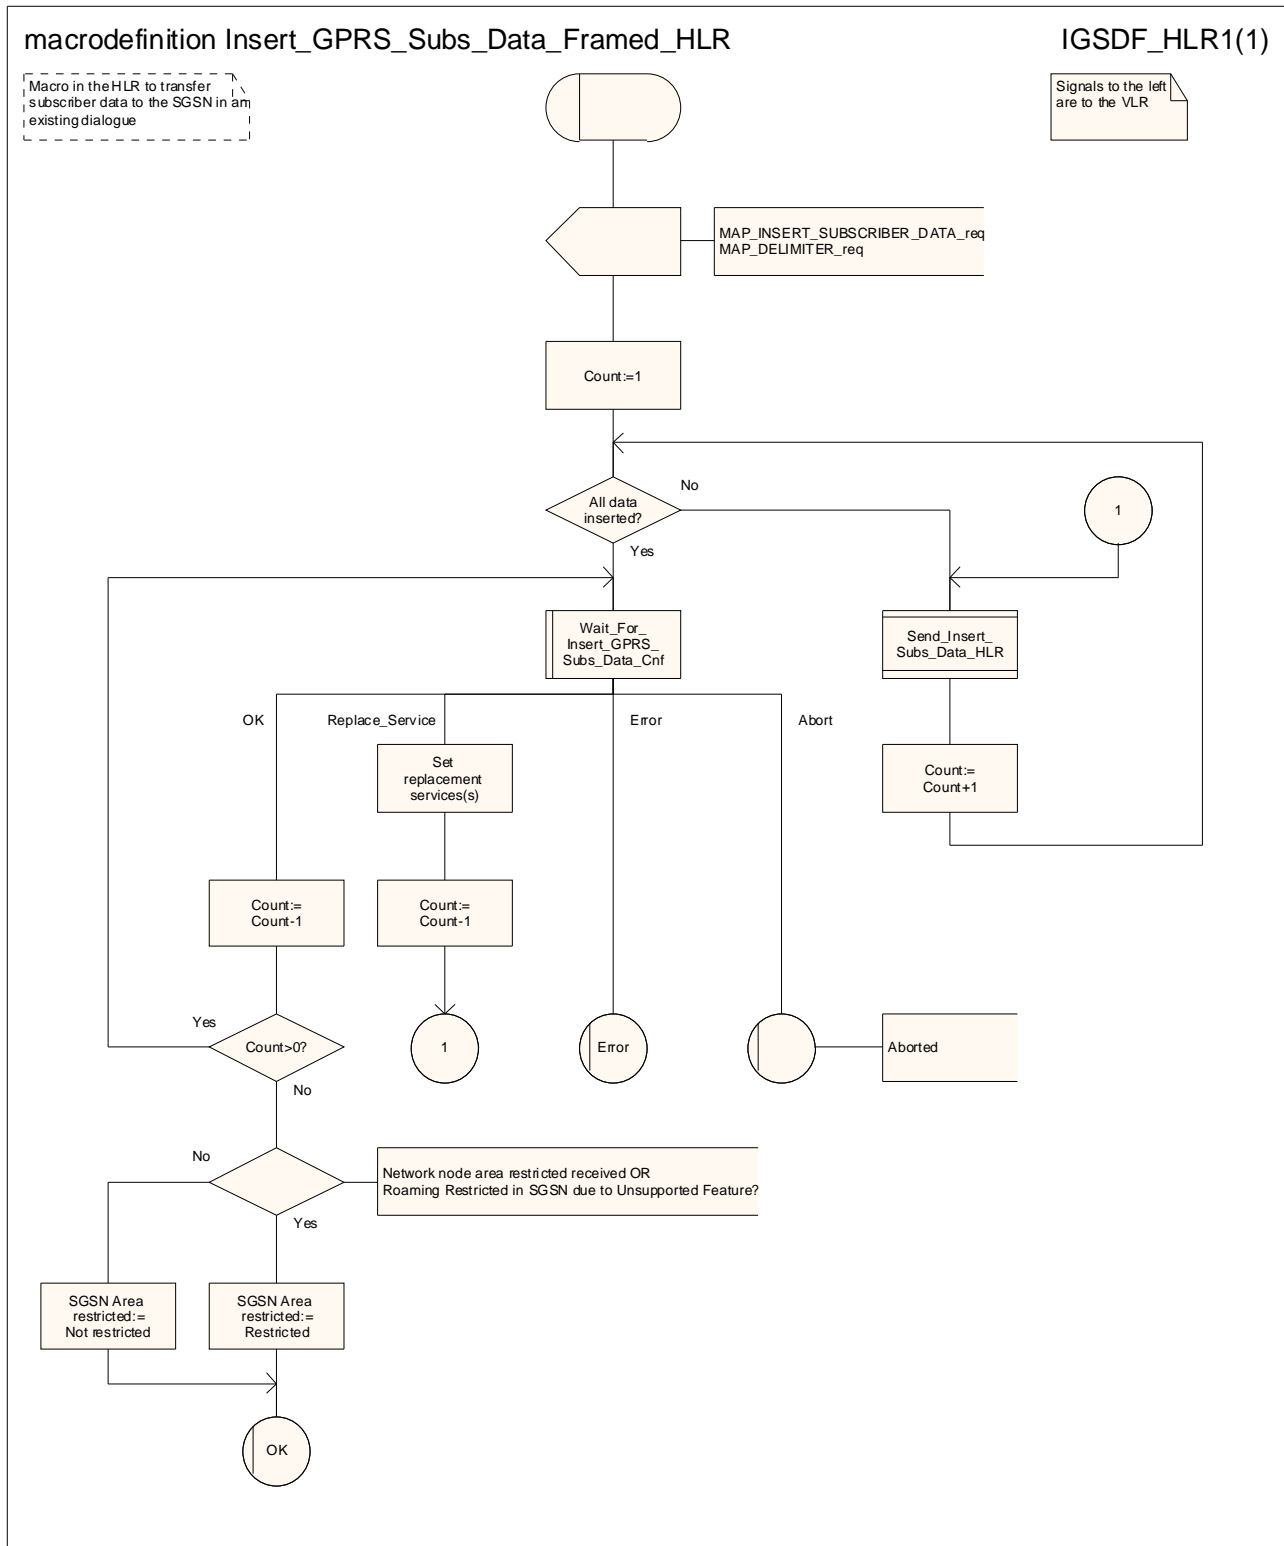 macrodefinition Insert_GPRS_Subs_Data_Framed_HLR
IGSDF_HLR1(1)
Macro in the HLR to transfer
subscriber data to the SGSN in an
existing dialogue
Signals to the left
are to the VLR
MAP_INSERT_SUBSCRIBER_DATA_req
MAP_DELIMITER_req
Count:=1
All data
inserted?
No
Yes
1
Wait_For_
Insert_GPRS_
Subs_Data_Cnf
Send_Insert_
Subs_Data_HLR
OK
Replace_Service
Error
Abort
Set
replacement
services(s)
Count:=
Count+1
Count:=
Count-1
Count:=
Count-1
Yes
Count>0?
No
1
Error
Aborted
No
Yes
Network node area restricted received OR
Roaming Restricted in SGSN due to Unsupported Feature?
SGSN Area
restricted:=
Not restricted
SGSN Area
restricted:=
Restricted
OK